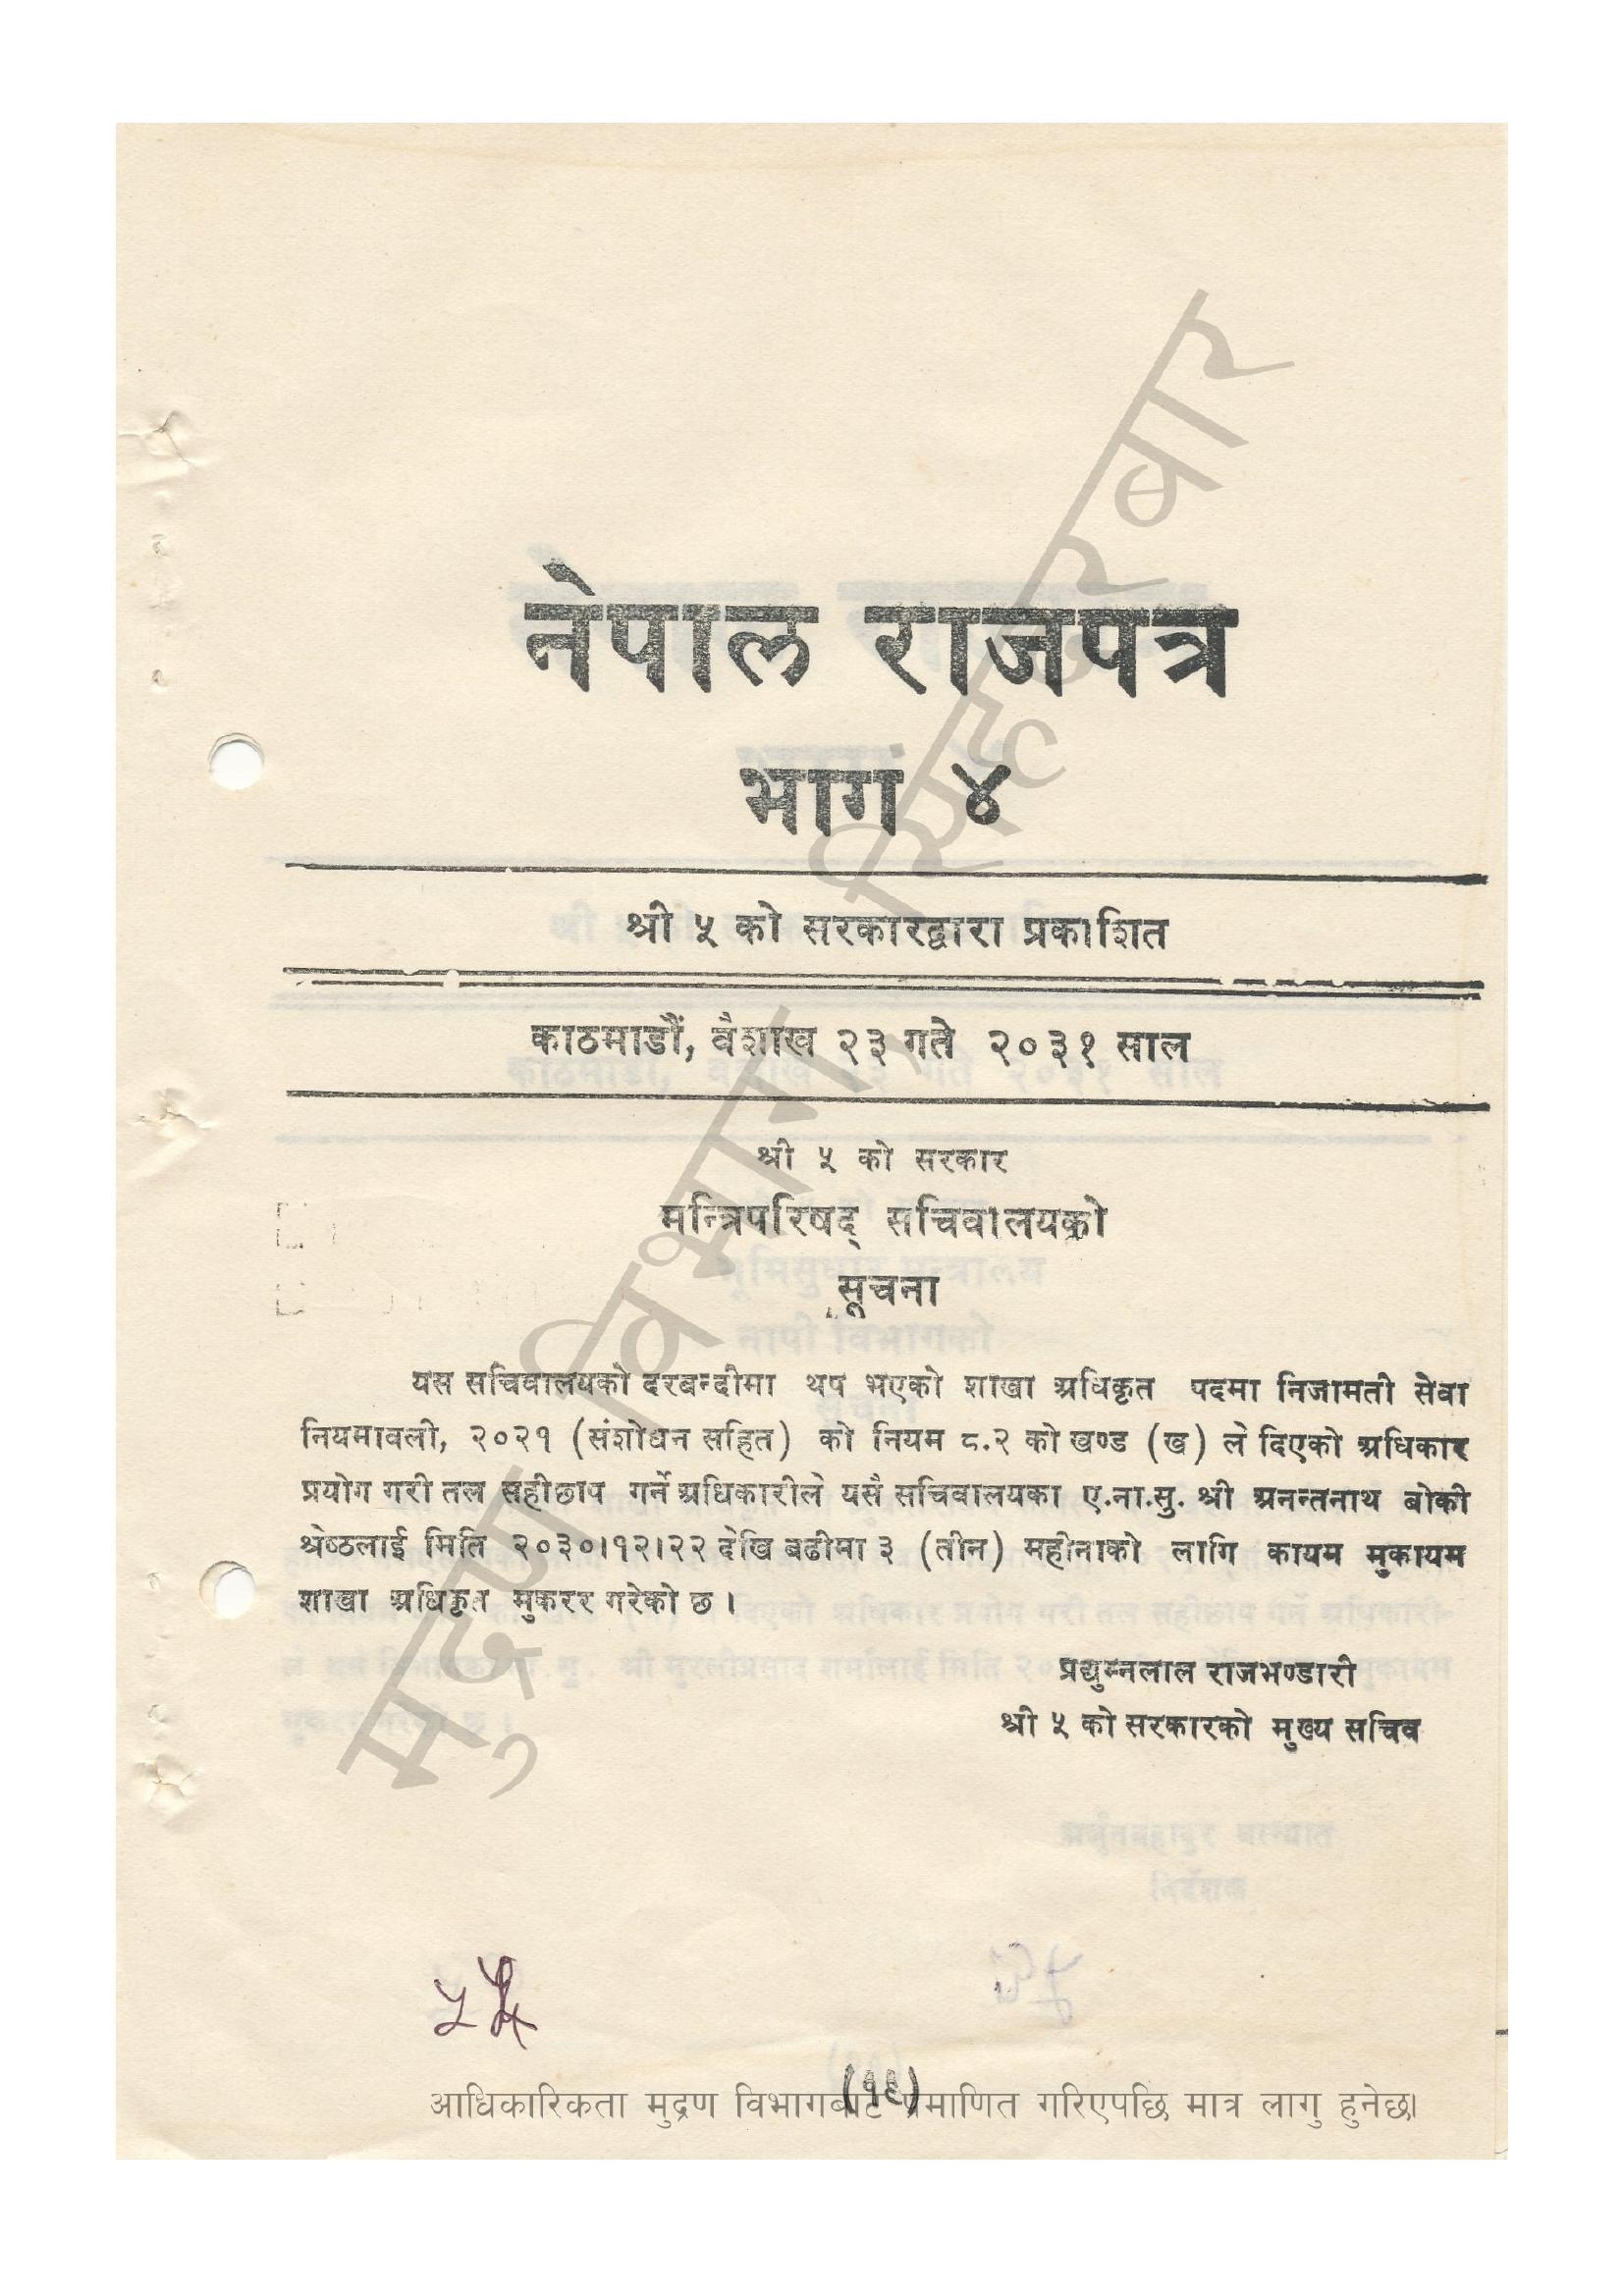 नेपाल राजपत्र
भाग ४
श्री ५ को सरकारद्वारा प्रकाशित
काठमाडौं, वैशाख २३ गते २०३१ साल
श्री ५ को सरकार
मन्त्रिपरिषद् सचिवालयको
सूचना
यस सचिवालयको दरबन्दीमा थप भएको शाखा अधिकृत पदमा निजामती सेवा
नियमावली, २०२१ (संशोधन सहित) को नियम ८.२ को खण्ड (ख) ले दिएको अधिकार
प्रयोग गरी तल सहीछाप गर्ने अधिकारीले यसै सचिवालयका ए.ना.सु. श्री अनन्तनाथ बोकी
श्रेष्ठलाई मिति २०३०।१२।२२ देखि बढीमा ३ (तीन) महीनाको लागि कायम मुकायम
शाखा अधिकृत मुकरर गरेको छ ।
प्रद्युम्नलाल राजभण्डारी
श्री ५ को सरकारको मुख्य सचिव
(१९)
आधिकारिकता मुद्रण विभागबाट प्रमाणित गरिएपछि मात्र लागु हुनेछ।
मुद्रण विभाग, सिंहदरबार